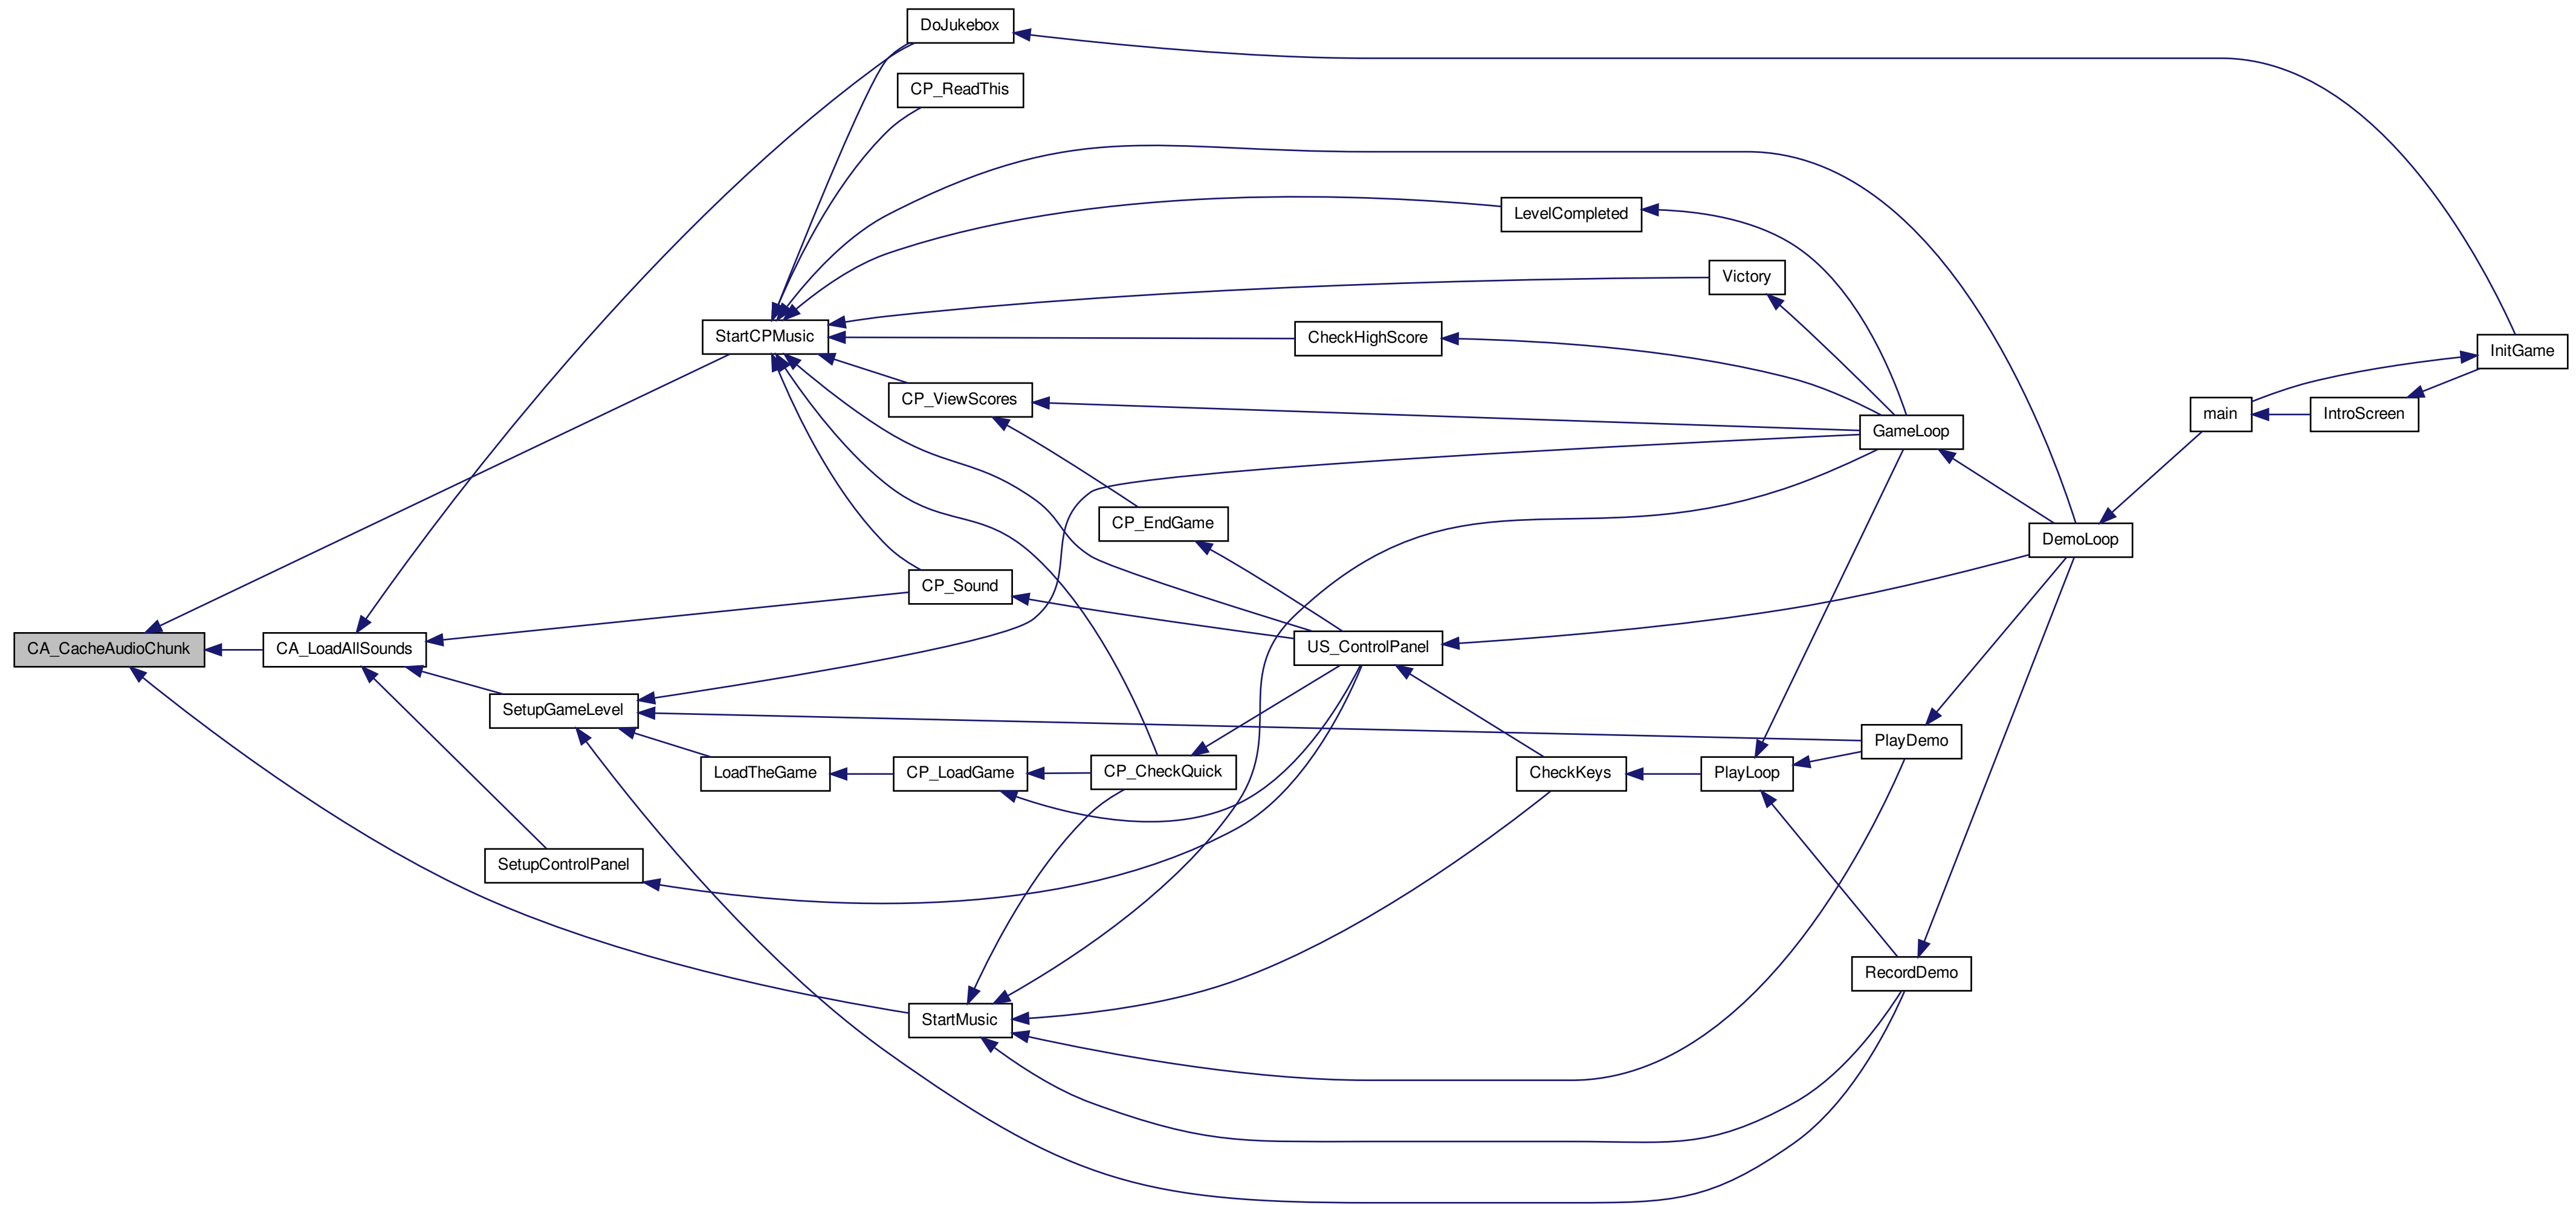 DoJukebox
CP_ReadThis
LevelCompleted
Victory
StartCPMusic
CheckHighScore
InitGame
CP_ViewScores
main
IntroScreen
GameLoop
CP_EndGame
DemoLoop
CP_Sound
CA_CacheAudioChunk
CA_LoadAllSounds
US_ControlPanel
SetupGameLevel
PlayDemo
LoadTheGame
CP_LoadGame
CP_CheckQuick
CheckKeys
PlayLoop
SetupControlPanel
RecordDemo
StartMusic